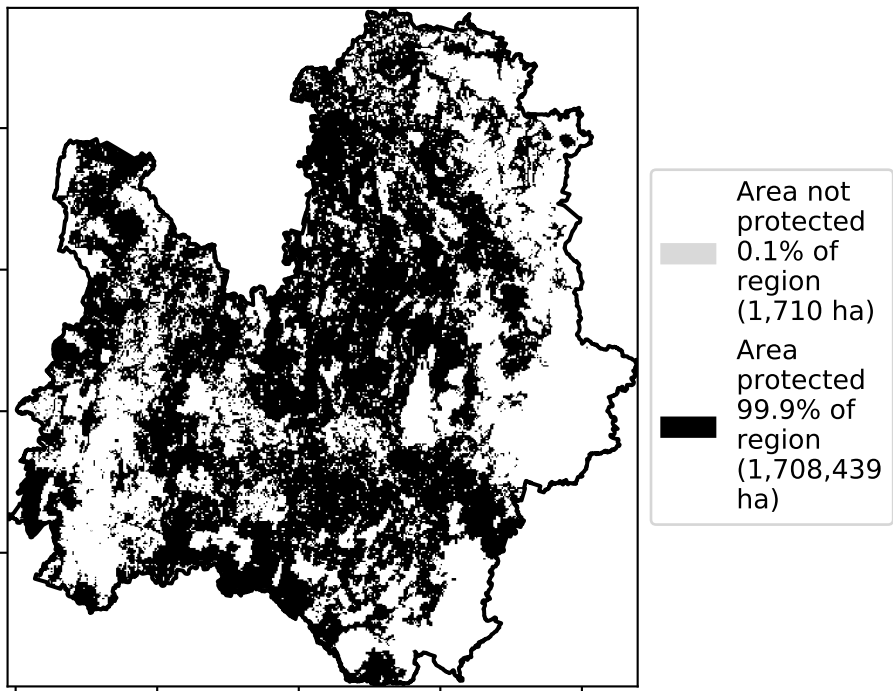 Area not
protected
0.1% of
region
(1,710 ha)
Area
protected
99.9% of
region
(1,708,439
ha)